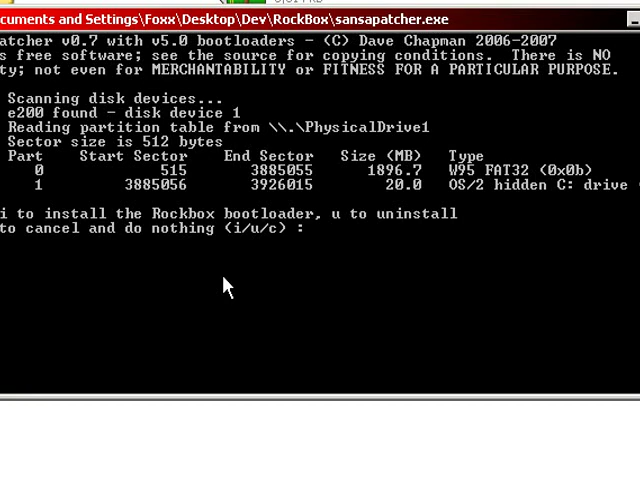 cuments and Settings\Foxx\Desktop\Dev\RockBox\sansapatcher.exe
atcher v0.7 with v5.0 bootloaders - (C) Dave Chapman 2006-2007
s free software; see the source for copying conditions.  There is NO
ty; not even for MERCHANTABILITY or FITNESS FOR A PARTICULAR PURPOSE.
Scanning disk devices...
e200 found - disk device 1
Reading partition table from \\.\PhysicalDrive1
Sector size is 512 bytes
Part    Start Sector    End Sector   Size (MB)   Type
0             515       3885055      1896.7   W95 FAT32 (0x0b)
1         3885056       3926015        20.0   OS/2 hidden C: drive
i to install the Rockbox bootloader, u to uninstall
to cancel and do nothing (i/u/c) :